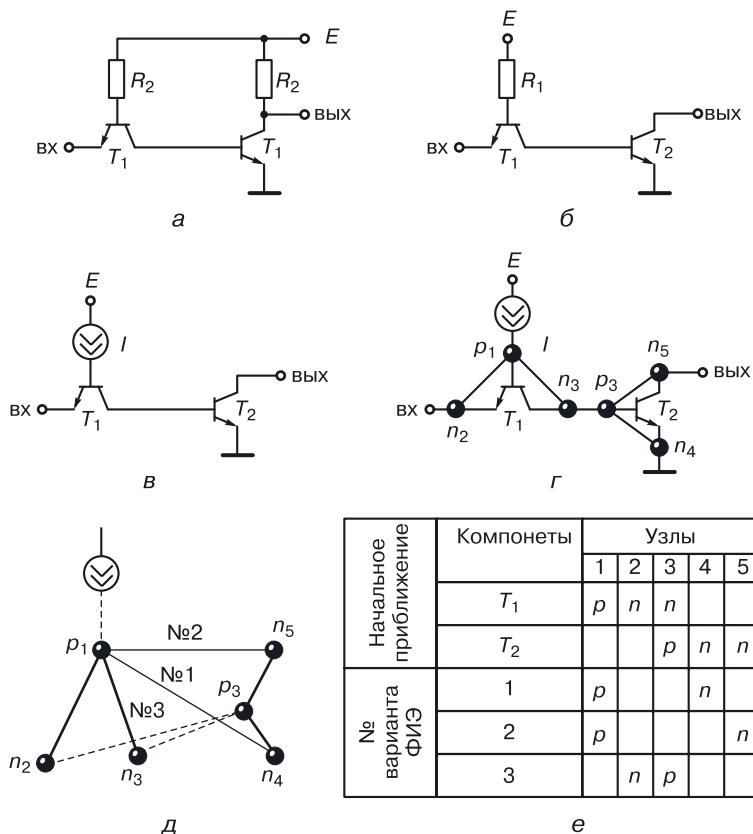 E
R2
R2
вых
вх
T1
T1
а
E
R1
вых
вх
T1
T2
б
E
I
вых
вх
T1
T2
в
E
I
p1
n5
n3
p3
вых
вх
n2
T1
T2
n4
г
p1
№2
n5
№1
p3
№3
n2
n3
n4
д
Начальное приближение
Компонеты
Узлы
1 2 3 4 5
T1 p n n
T2 p n n
№ варианта ФИЭ
1 p n
2 p n
3 n p
е